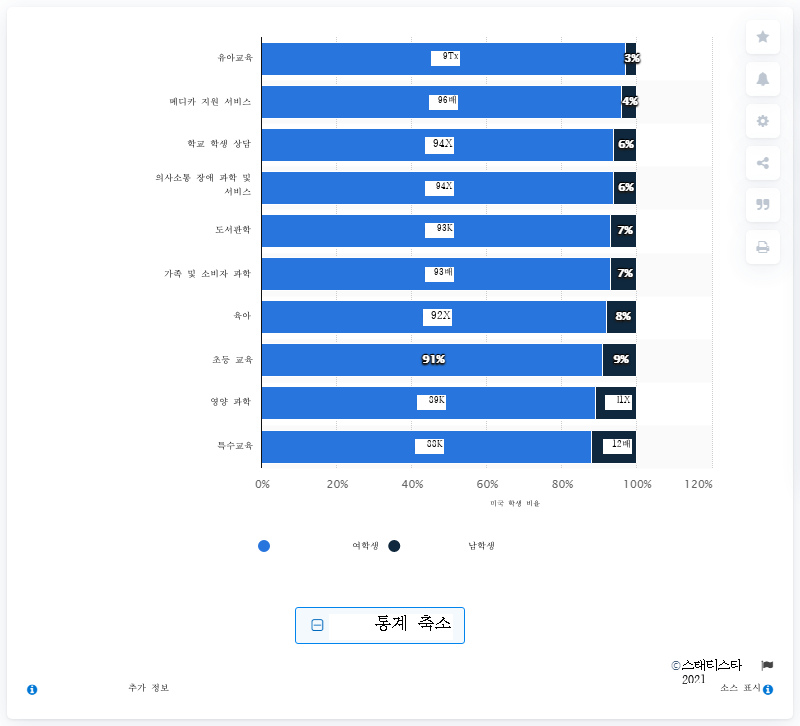 유아교육 9Tx 3%
메디카 지원 서비스 96배 4%
학교 학생 상담 94X 6%
의사소통 장애 과학 및
서비스 94X 6%
도서관학 93K 7%
가족 및 소비자 과학 93배 7%
육아 92X 8%
초등 교육 91% 9%
영양 과학 89K 11X
특수교육 88K 12배
0% 20% 40% 60% 80% 100% 120%
미국 학생 비율
여학생 남학생
통계 축소
©스태티스타
2021
추가 정보 소스 표시